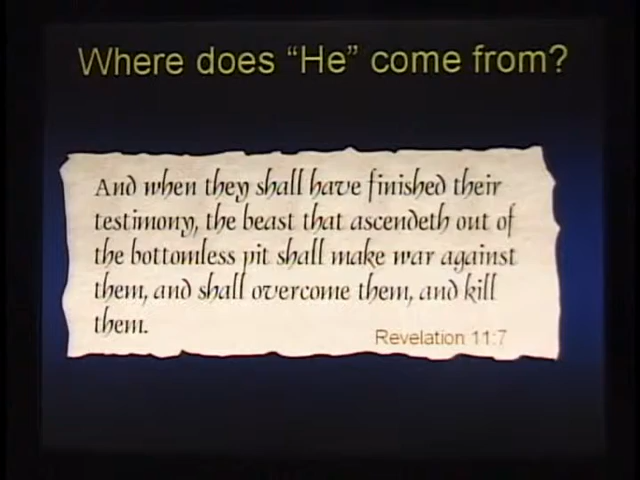 Where does “He” come from?
And when they shall have finished their
testimony, the beast that ascendeth out of
the bottomless pit shall make war against
them, and shall overcome them, and kill
them.
Revelation 11:7